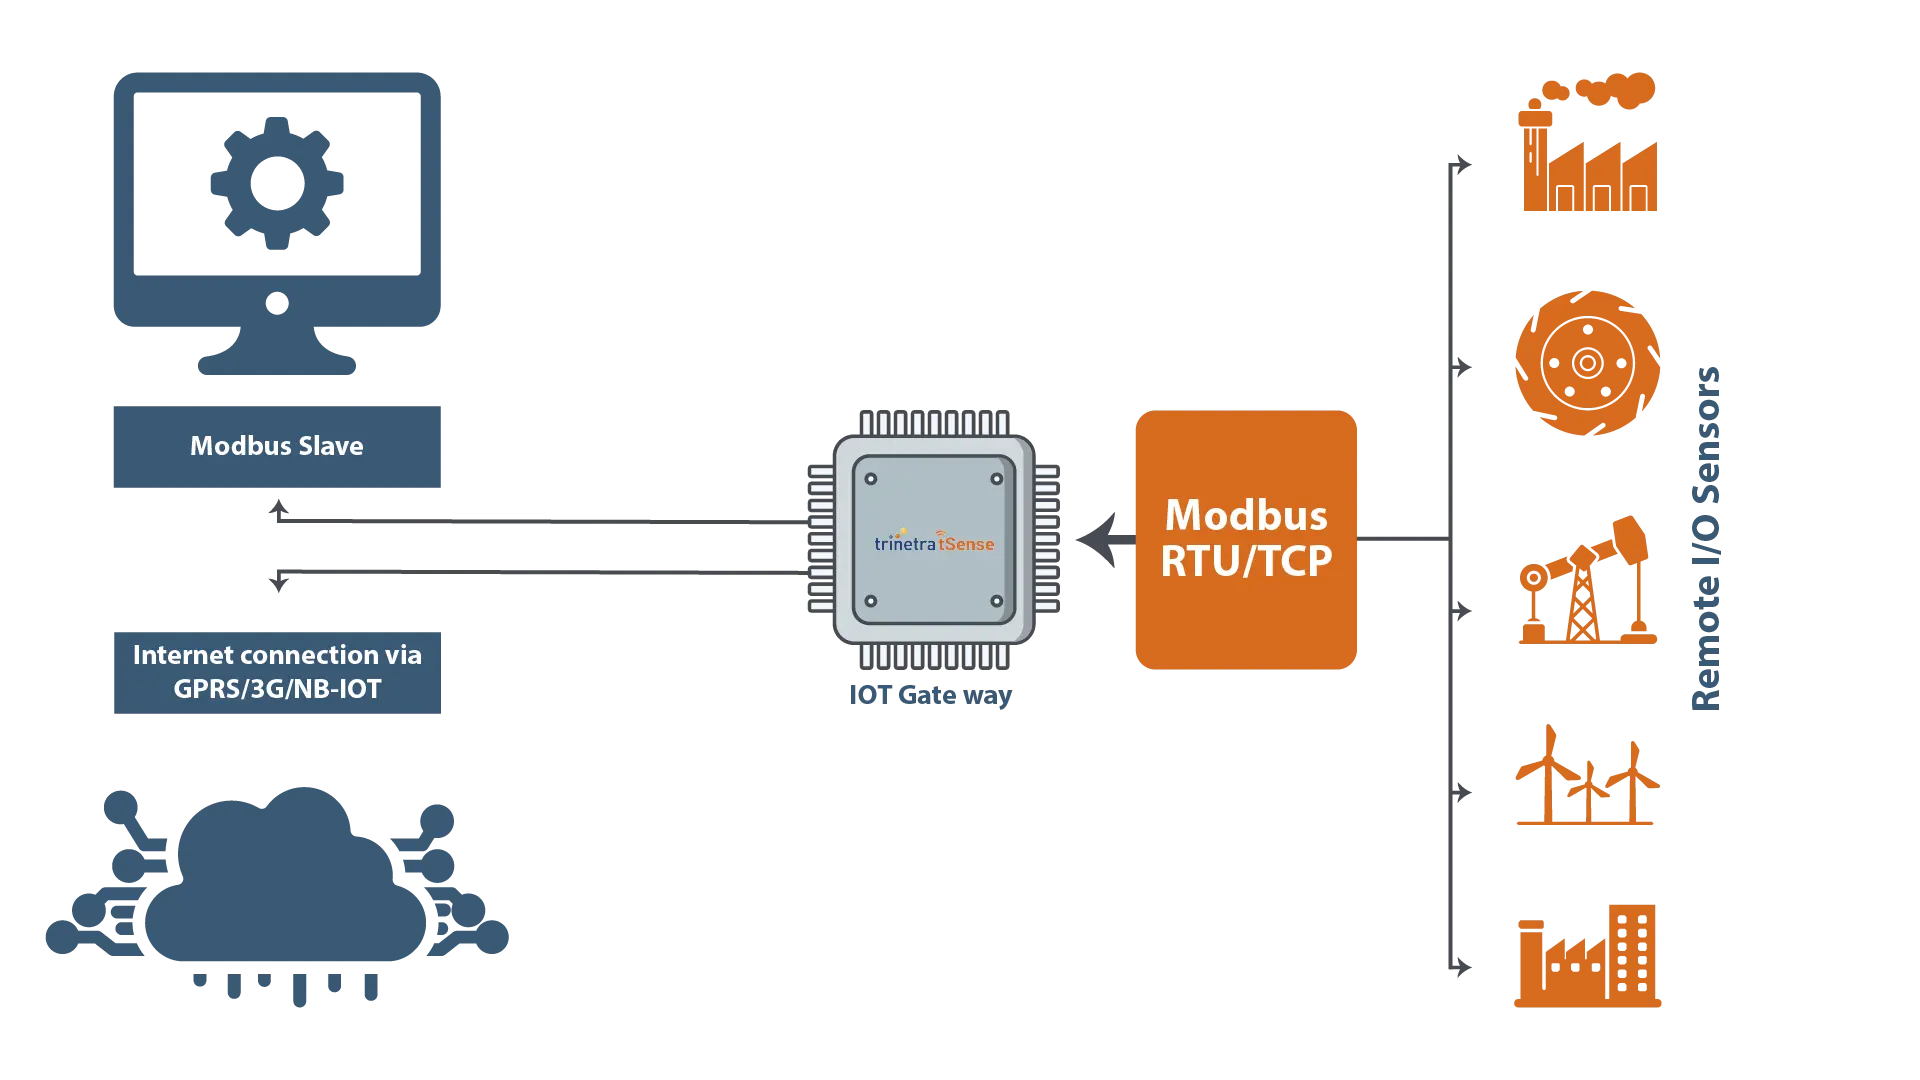 Modbus Slave
Internet connection via
GPRS/3G/NB-IOT
trinetra tSense
IOT Gate way
Modbus
RTU/TCP
Remote I/O Sensors